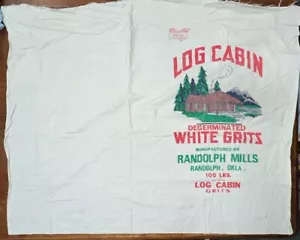 LOG CABIN
DEGERMINATED
WHITE GRITS
MANUFACTURED BY
RANDOLPH MILLS
RANDOLPH, OKLA.
100 LBS.
LOG CABIN
GRITS